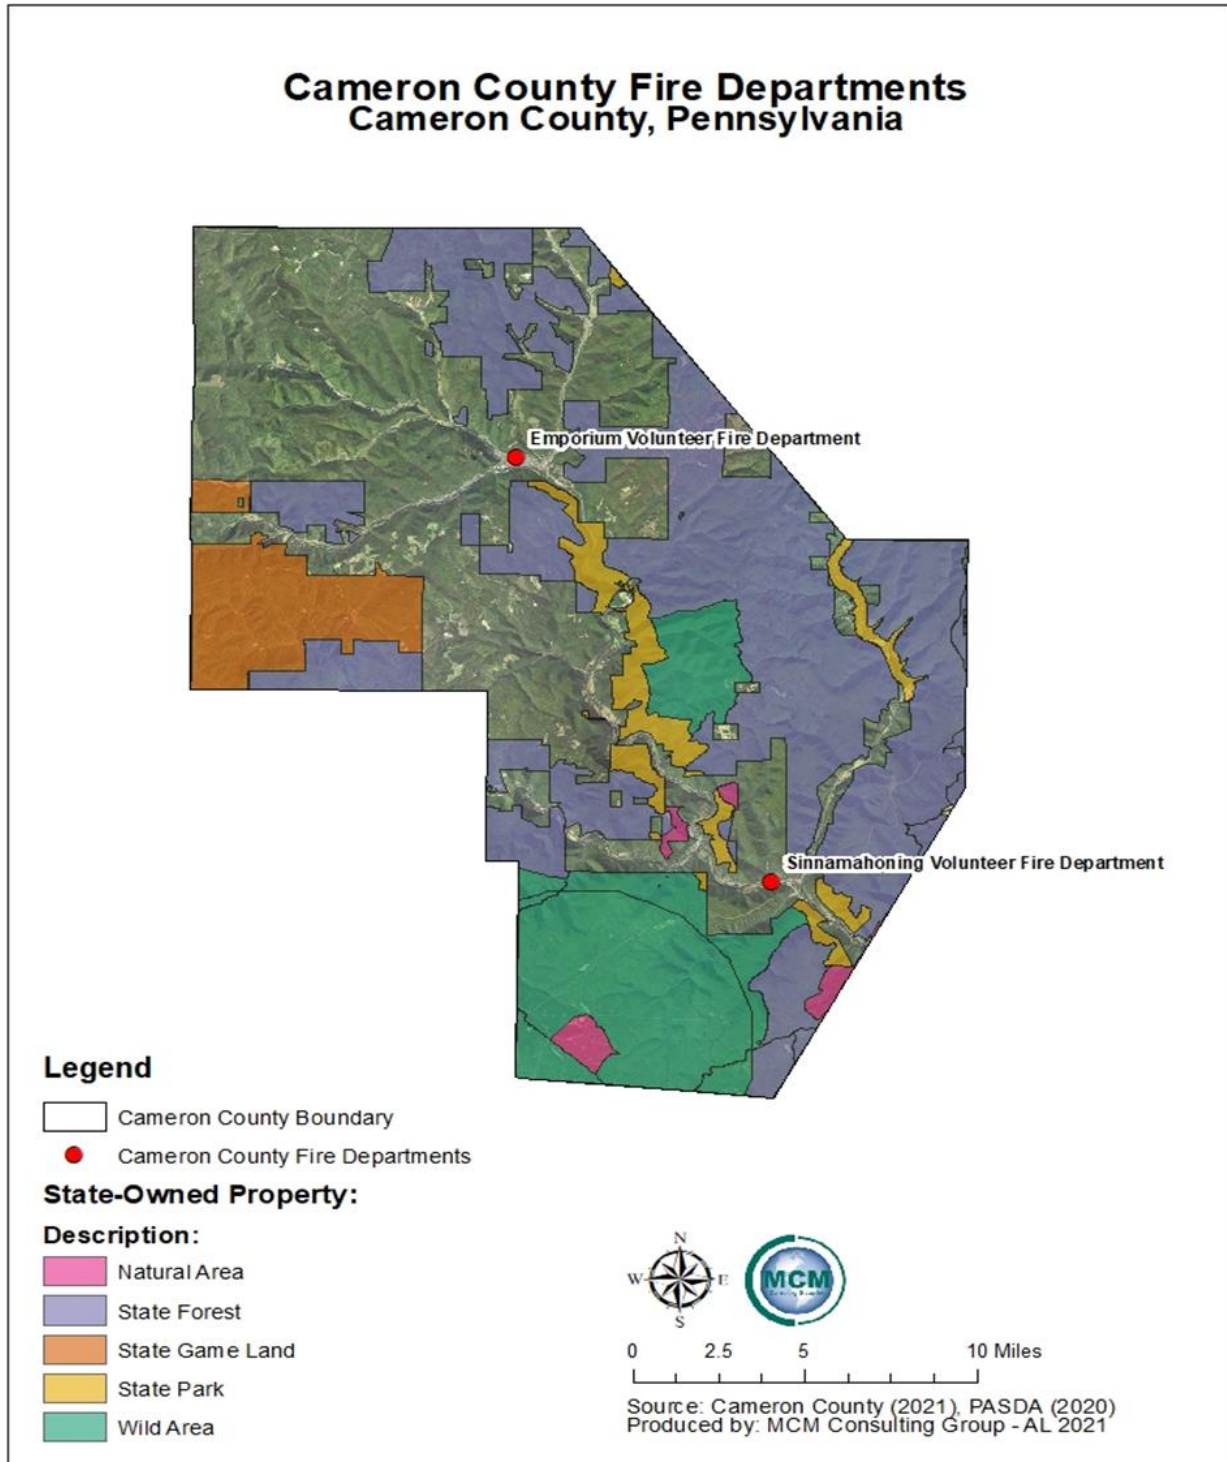 Cameron County Fire Departments
Cameron County, Pennsylvania
Emporium Volunteer Fire Department
Sinnamahoning Volunteer Fire Department
Legend
Cameron County Boundary
Cameron County Fire Departments
State-Owned Property:
Description:
Natural Area
State Forest
State Game Land
State Park
Wild Area
N
W E
S
MCM
0 2.5 5 10 Miles
Source: Cameron County (2021), PASDA (2020)
Produced by: MCM Consulting Group - AL 2021